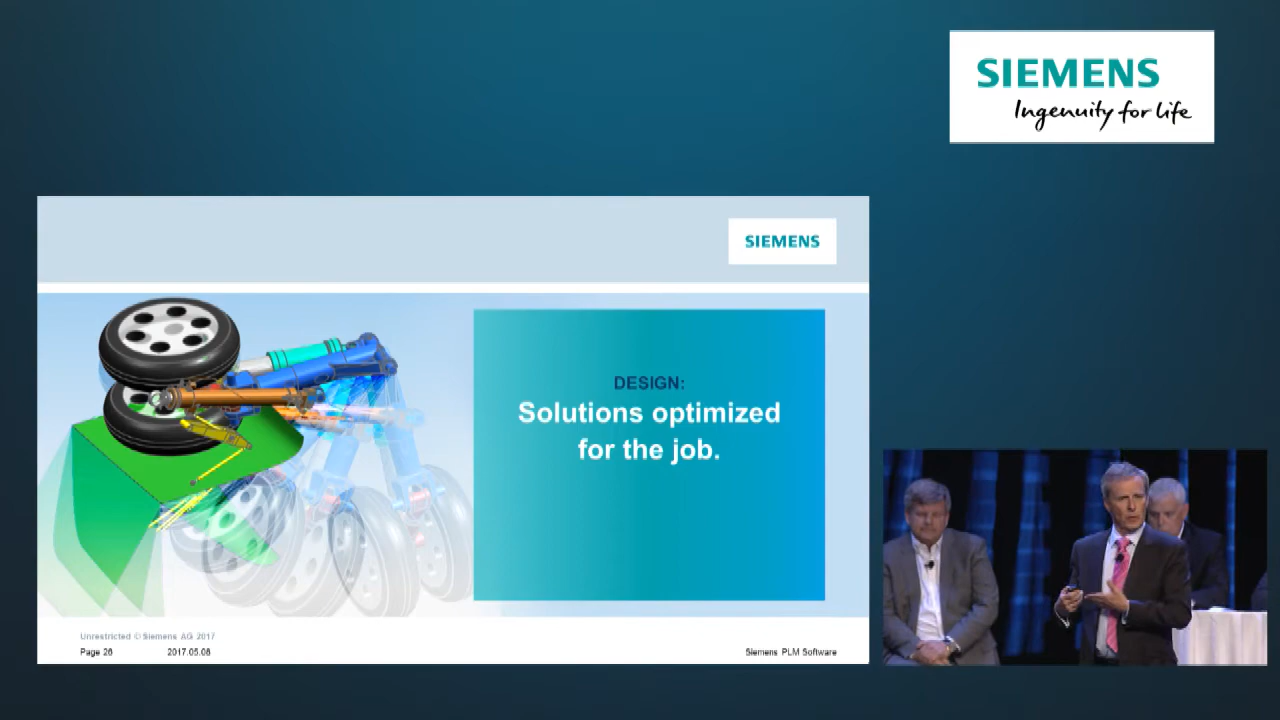 SIEMENS
Ingenuity for life
SIEMENS
DESIGN:
Solutions optimized
for the job.
Unrestricted © Siemens AG 2017
Page 26 2017.05.08 Siemens PLM Software